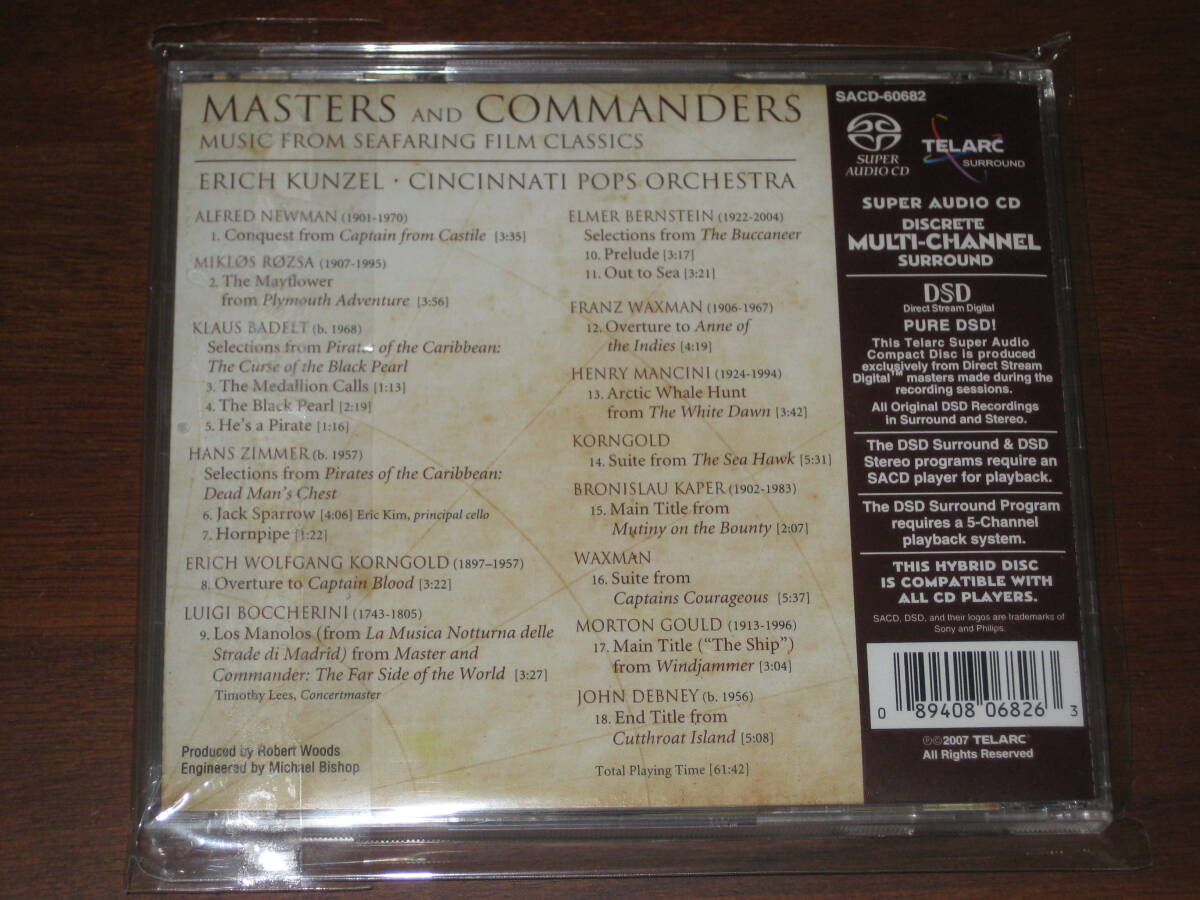 MASTERS AND COMMANDERS
MUSIC FROM SEAFARING FILM CLASSICS
ERICH KUNZEL · CINCINNATI POPS ORCHESTRA
ALFRED NEWMAN (1901-1970)
1. Conquest from Captain from Castile [3:35]
MIKLØS RØZSA (1907-1995)
2. The Mayflower
from Plymouth Adventure [3:56]
KLAUS BADELT (b. 1968)
Selections from Pirates of the Caribbean:
The Curse of the Black Pearl
3. The Medallion Calls [1:13]
4. The Black Pearl [2:19]
5. He's a Pirate [1:16]
HANS ZIMMER (b. 1957)
Selections from Pirates of the Caribbean:
Dead Man's Chest
6. Jack Sparrow [4:06] Eric Kim, principal cello
7. Hornpipe [1:22]
ERICH WOLFGANG KORNGOLD (1897–1957)
8. Overture to Captain Blood [3:22]
LUIGI BOCCHERINI (1743-1805)
9. Los Manolos (from La Musica Notturna delle
Strade di Madrid) from Master and
Commander: The Far Side of the World [3:27]
Timothy Lees, Concertmaster
Produced by Robert Woods
Engineered by Michael Bishop
ELMER BERNSTEIN (1922-2004)
Selections from The Buccaneer
10. Prelude [3:17]
11. Out to Sea [3:21]
FRANZ WAXMAN (1906-1967)
12. Overture to Anne of
the Indies [4:19]
HENRY MANCINI (1924-1994)
13. Arctic Whale Hunt
from The White Dawn [3:42]
KORNGOLD
14. Suite from The Sea Hawk [5:31]
BRONISLAU KAPER (1902-1983)
15. Main Title from
Mutiny on the Bounty [2:07]
WAXMAN
16. Suite from
Captains Courageous [5:37]
MORTON GOULD (1913-1996)
17. Main Title ("The Ship")
from Windjammer [3:04]
JOHN DEBNEY (b. 1956)
18. End Title from
Cutthroat Island [5:08]
Total Playing Time [61:42]
SACD-60682
SUPER
AUDIO CD
TELARC
SURROUND
SUPER AUDIO CD
DISCRETE
MULTI-CHANNEL
SURROUND
DSD
Direct Stream Digital
PURE DSD!
This Telarc Super Audio
Compact Disc is produced
exclusively from Direct Stream
Digital™ masters made during the
recording sessions.
All Original DSD Recordings
in Surround and Stereo.
The DSD Surround & DSD
Stereo programs require an
SACD player for playback.
The DSD Surround Program
requires a 5-Channel
playback system.
THIS HYBRID DISC
IS COMPATIBLE WITH
ALL CD PLAYERS.
SACD, DSD, and their logos are trademarks of
Sony and Philips.
0 89408 06826 3
℗©2007 TELARC
All Rights Reserved